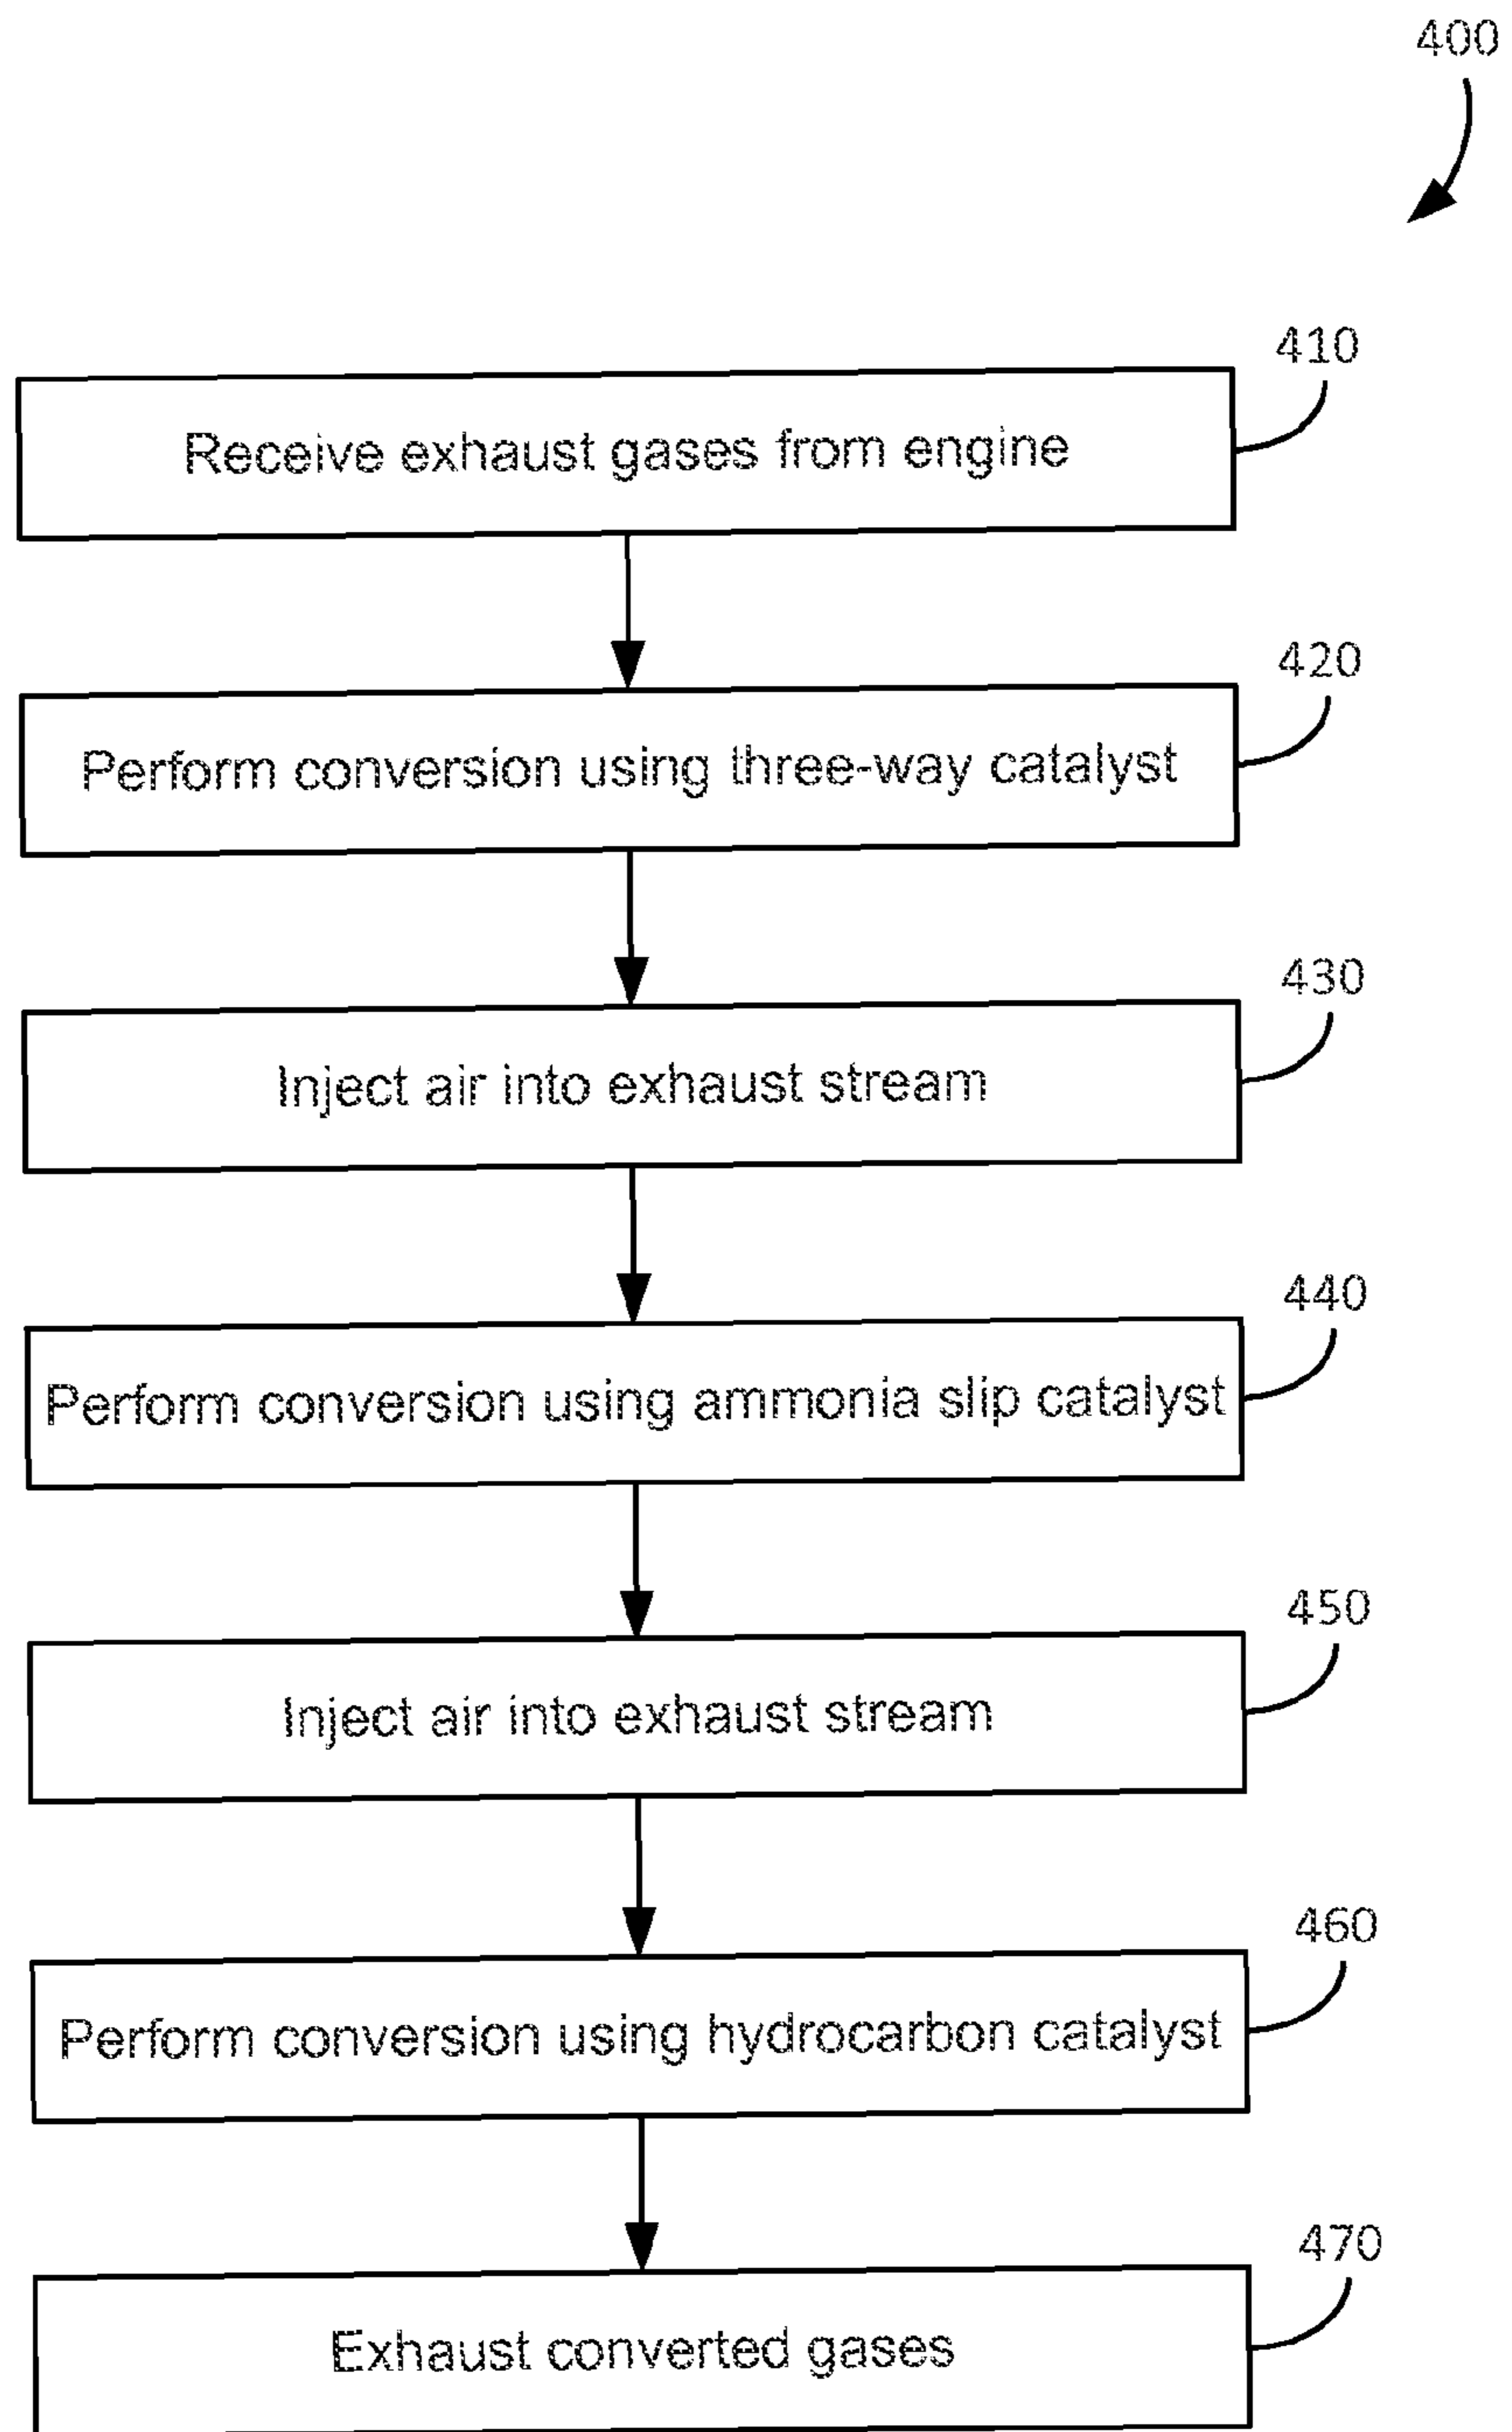 400
410
Receive exhaust gases from engine
420
Perform conversion using three-way catalyst
430
Inject air into exhaust stream
440
Perform conversion using ammonia slip catalyst
450
Inject air into exhaust stream
460
Perform conversion using hydrocarbon catalyst
470
Exhaust converted gases